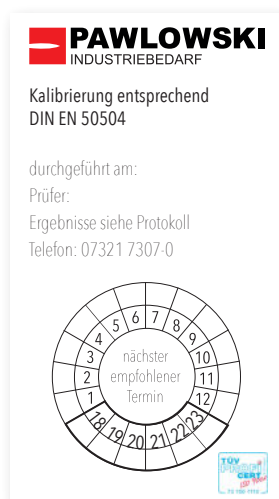 PAWLOWSKI
INDUSTRIEBEDARF
Kalibrierung entsprechend
DIN EN 50504
durchgeführt am:
Prüfer:
Ergebnisse siehe Protokoll
Telefon: 07321 7307-0
1 2 3 4 5 6 7 8 9 10 11 12
nächster
empfohlener
Termin
18 19 20 21 22 23
TÜV
PROFI
CERT